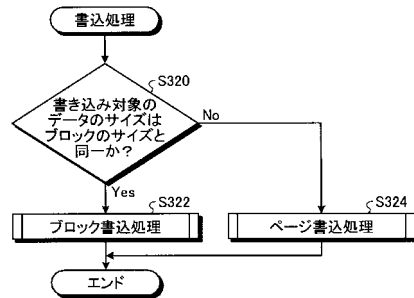 書込処理
S320
書き込み対象の
データのサイズは
ブロックのサイズと
同一か？
No
Yes
S322
ブロック書込処理
S324
ページ書込処理
エンド